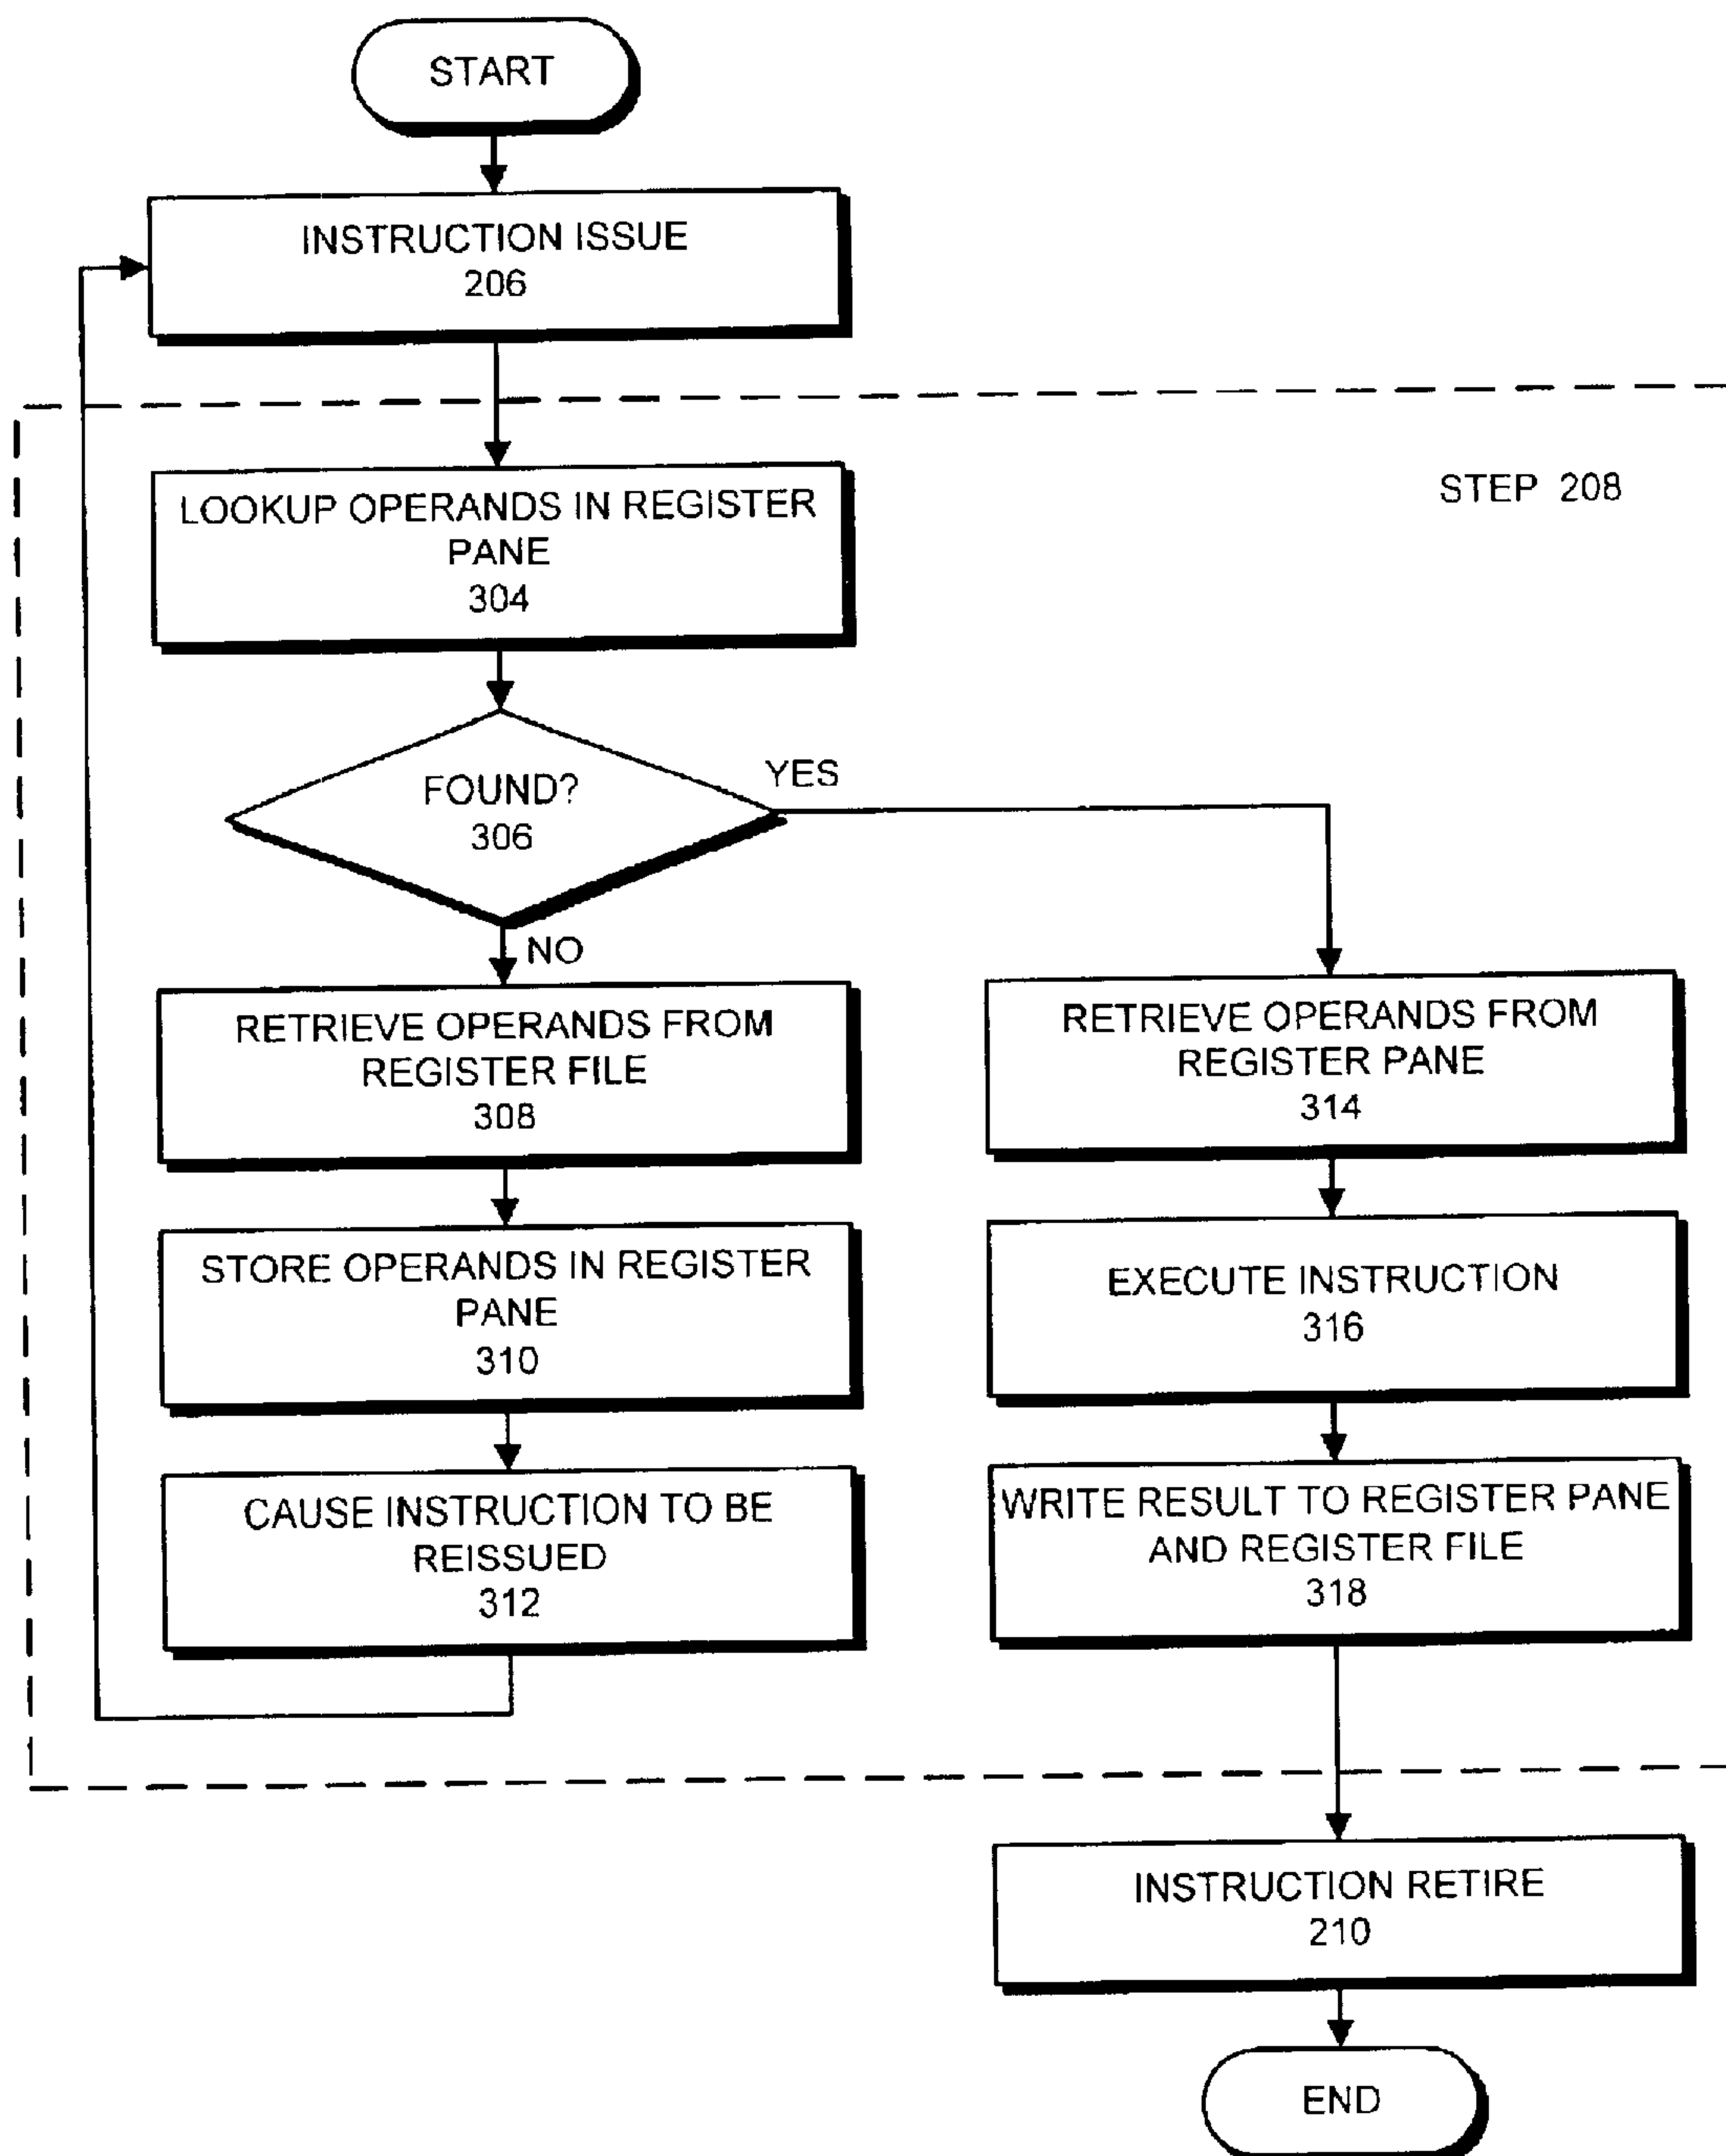 START
INSTRUCTION ISSUE
206
STEP 208
LOOKUP OPERANDS IN REGISTER
PANE
304
FOUND?
306
YES
NO
RETRIEVE OPERANDS FROM
REGISTER FILE
308
STORE OPERANDS IN REGISTER
PANE
310
CAUSE INSTRUCTION TO BE
REISSUED
312
RETRIEVE OPERANDS FROM
REGISTER PANE
314
EXECUTE INSTRUCTION
316
WRITE RESULT TO REGISTER PANE
AND REGISTER FILE
318
INSTRUCTION RETIRE
210
END